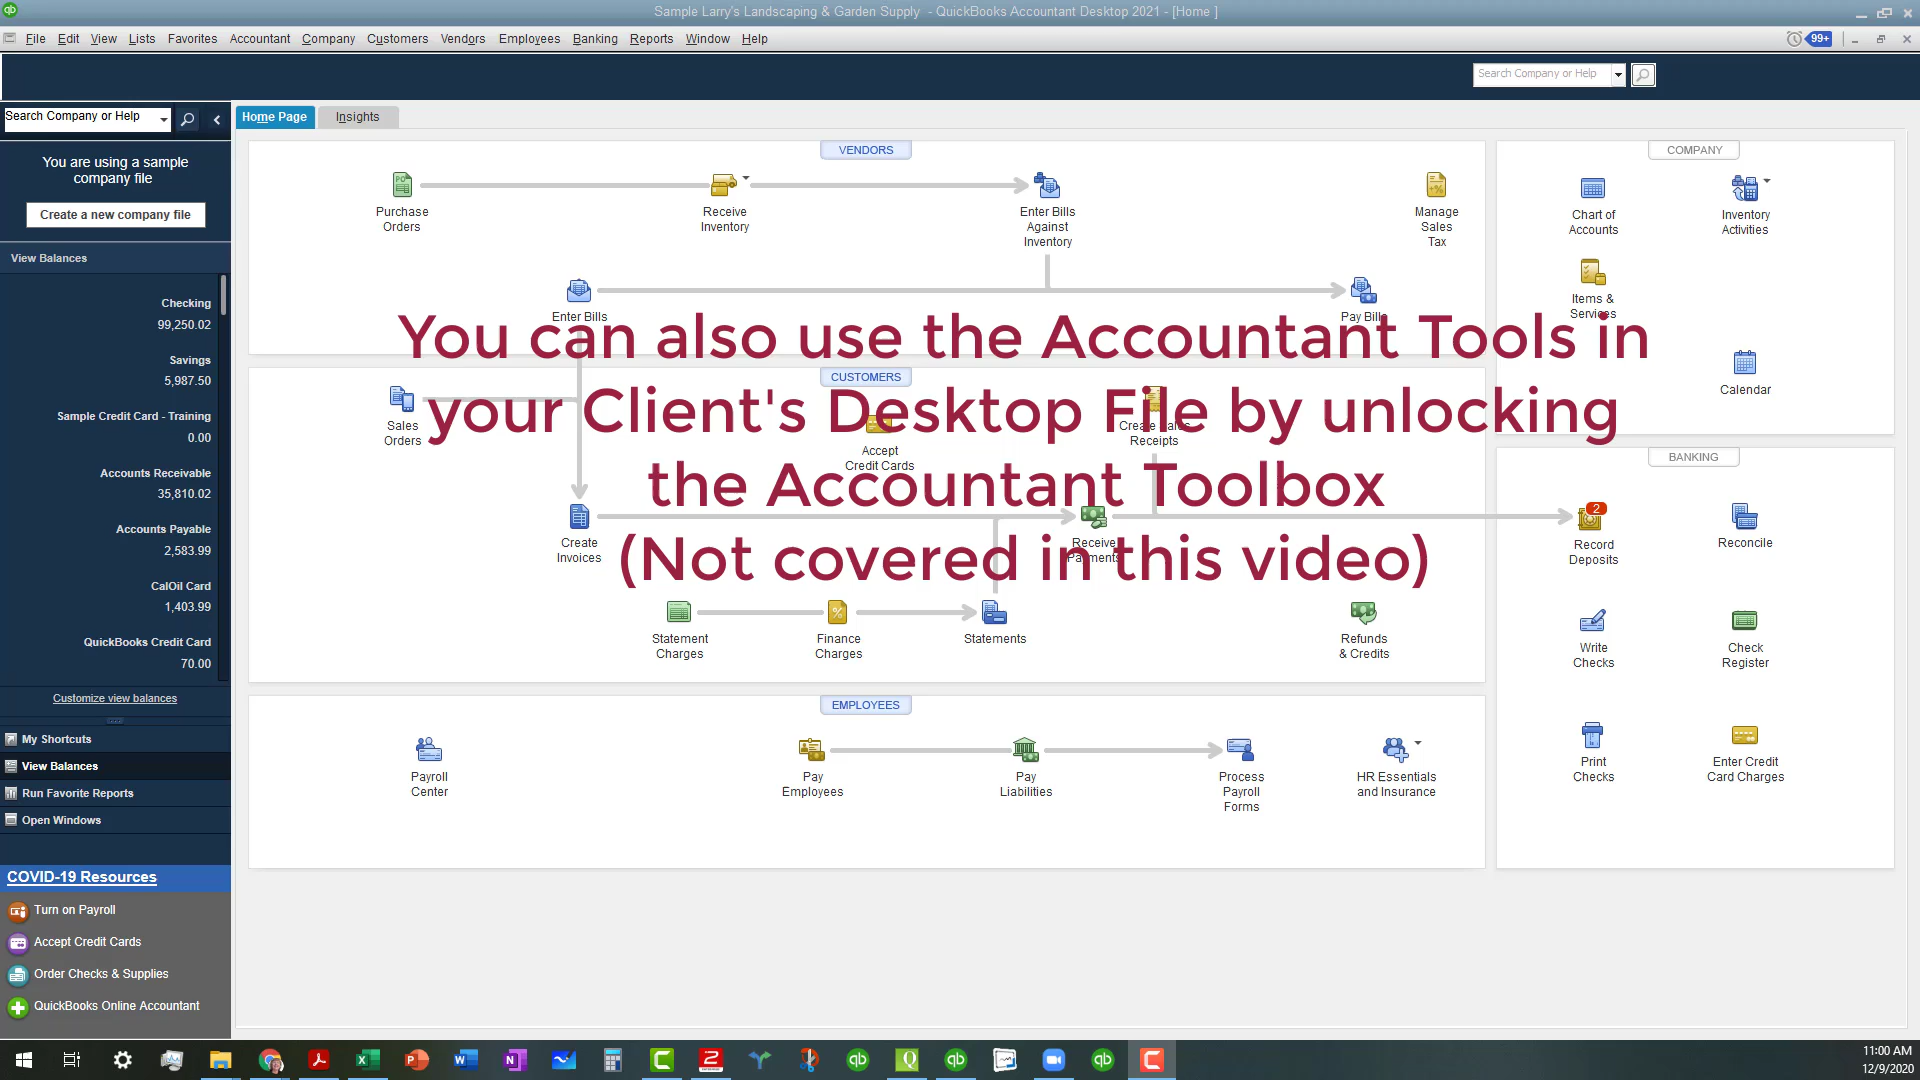 Sample Larry's Landscaping & Garden Supply - QuickBooks Accountant Desktop 2021 - [Home ]
File Edit View Lists Favorites Accountant Company Customers Vendors Employees Banking Reports Window Help
99+
Search Company or Help
Search Company or Help
Home Page Insights
You are using a sample
company file
Create a new company file
View Balances
Checking
99,250.02
Savings
5,987.50
Sample Credit Card - Training
0.00
Accounts Receivable
35,810.02
Accounts Payable
2,583.99
CalOil Card
1,403.99
QuickBooks Credit Card
70.00
Customize view balances
My Shortcuts
View Balances
Run Favorite Reports
Open Windows
COVID-19 Resources
Turn on Payroll
Accept Credit Cards
Order Checks & Supplies
QuickBooks Online Accountant
VENDORS
Purchase
Orders
Receive
Inventory
Enter Bills
Against
Inventory
Manage
Sales
Tax
Enter Bills
Pay Bills
You can also use the Accountant Tools in
your Client's Desktop File by unlocking
the Accountant Toolbox
(Not covered in this video)
CUSTOMERS
Sales
Orders
Accept
Credit Cards
Create Sales
Receipts
Create
Invoices
Receive
Payments
Statement
Charges
Finance
Charges
Statements
Refunds
& Credits
EMPLOYEES
Payroll
Center
Pay
Employees
Pay
Liabilities
Process
Payroll
Forms
HR Essentials
and Insurance
COMPANY
Chart of
Accounts
Inventory
Activities
Items &
Services
Calendar
BANKING
2
Record
Deposits
Reconcile
Write
Checks
Check
Register
Print
Checks
Enter Credit
Card Charges
11:00 AM
12/9/2020